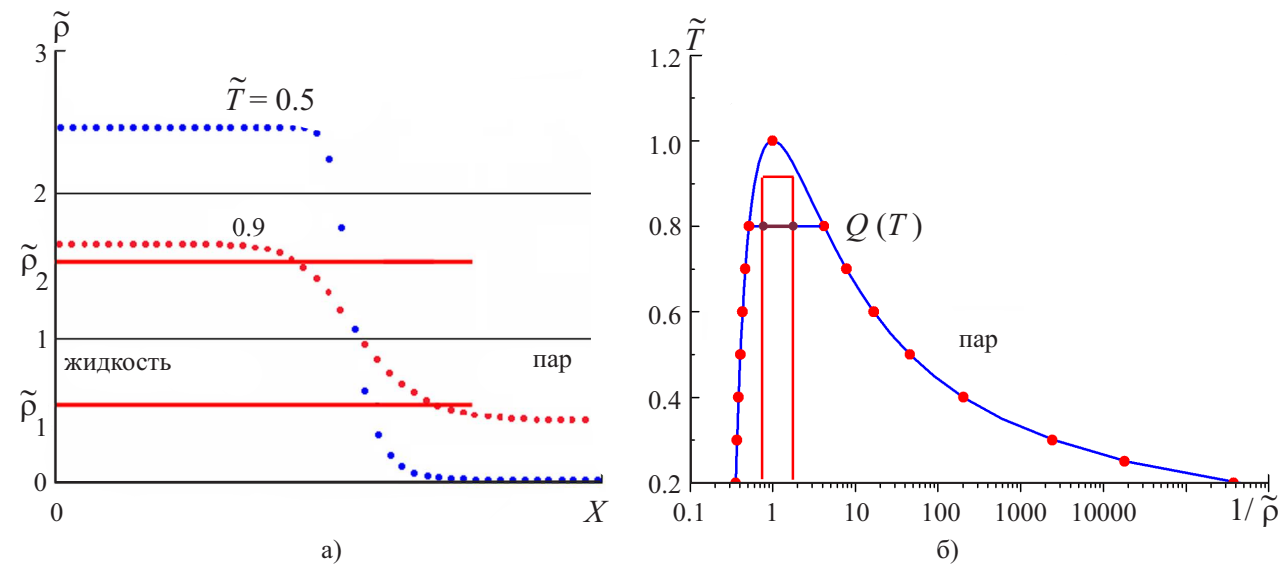 ρ̃
3
T̃ = 0.5
2
0.9
ρ̃₂
1
жидкость
пар
ρ̃₁
0
0
X
а)
T̃
1.2
1.0
0.8
Q (T)
0.6
пар
0.4
0.2
0.1
1
10
100
1000
10000
1/ ρ̃
б)